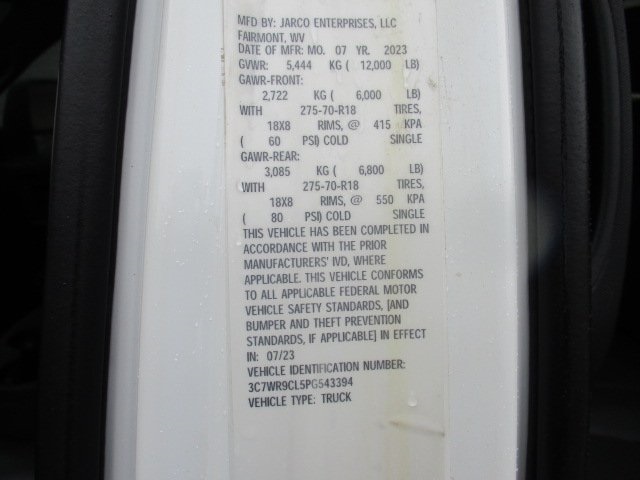 MFD BY: JARCO ENTERPRISES, LLC
FAIRMONT, WV
DATE OF MFR: MO. 07 YR. 2023
GVWR: 5,444 KG ( 12,000 LB)
GAWR-FRONT:
2,722 KG ( 6,000 LB)
WITH 275-70-R18 TIRES,
18X8 RIMS, @ 415 KPA
( 60 PSI) COLD SINGLE
GAWR-REAR:
3,085 KG ( 6,800 LB)
WITH 275-70-R18 TIRES,
18X8 RIMS, @ 550 KPA
( 80 PSI) COLD SINGLE
THIS VEHICLE HAS BEEN COMPLETED IN
ACCORDANCE WITH THE PRIOR
MANUFACTURERS' IVD, WHERE
APPLICABLE. THIS VEHICLE CONFORMS
TO ALL APPLICABLE FEDERAL MOTOR
VEHICLE SAFETY STANDARDS, [AND
BUMPER AND THEFT PREVENTION
STANDARDS, IF APPLICABLE] IN EFFECT
IN: 07/23
VEHICLE IDENTIFICATION NUMBER:
3C7WR9CL5PG543394
VEHICLE TYPE: TRUCK